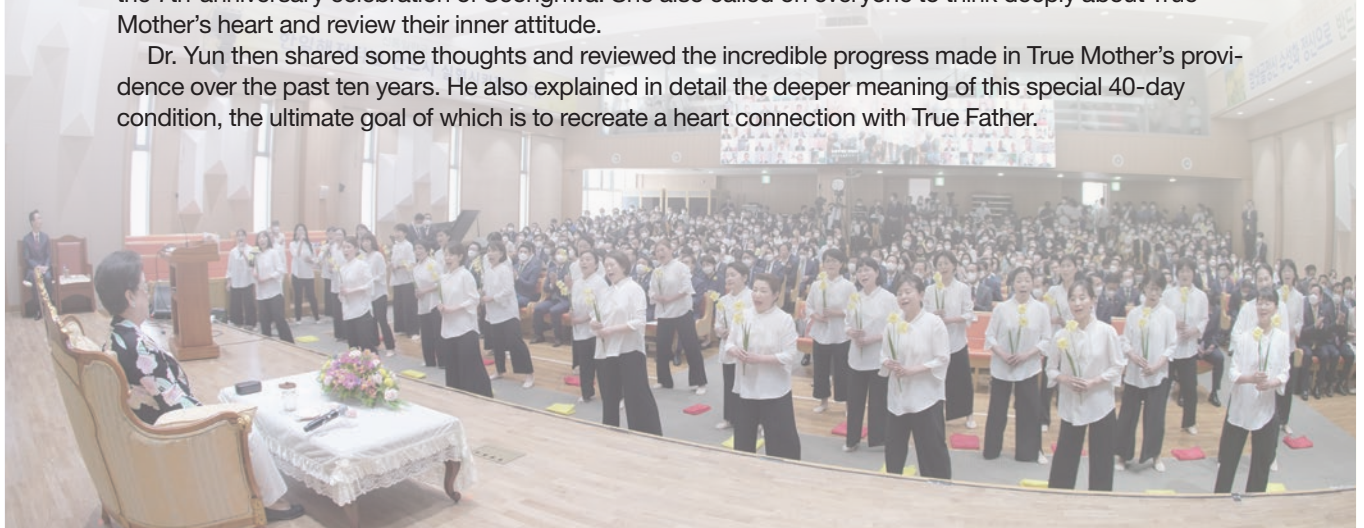 the 7th anniversary celebration of Seonghwa. She also called on everyone to think deeply about True
Mother’s heart and review their inner attitude.
Dr. Yun then shared some thoughts and reviewed the incredible progress made in True Mother’s provi-
dence over the past ten years. He also explained in detail the deeper meaning of this special 40-day
condition, the ultimate goal of which is to recreate a heart connection with True Father.